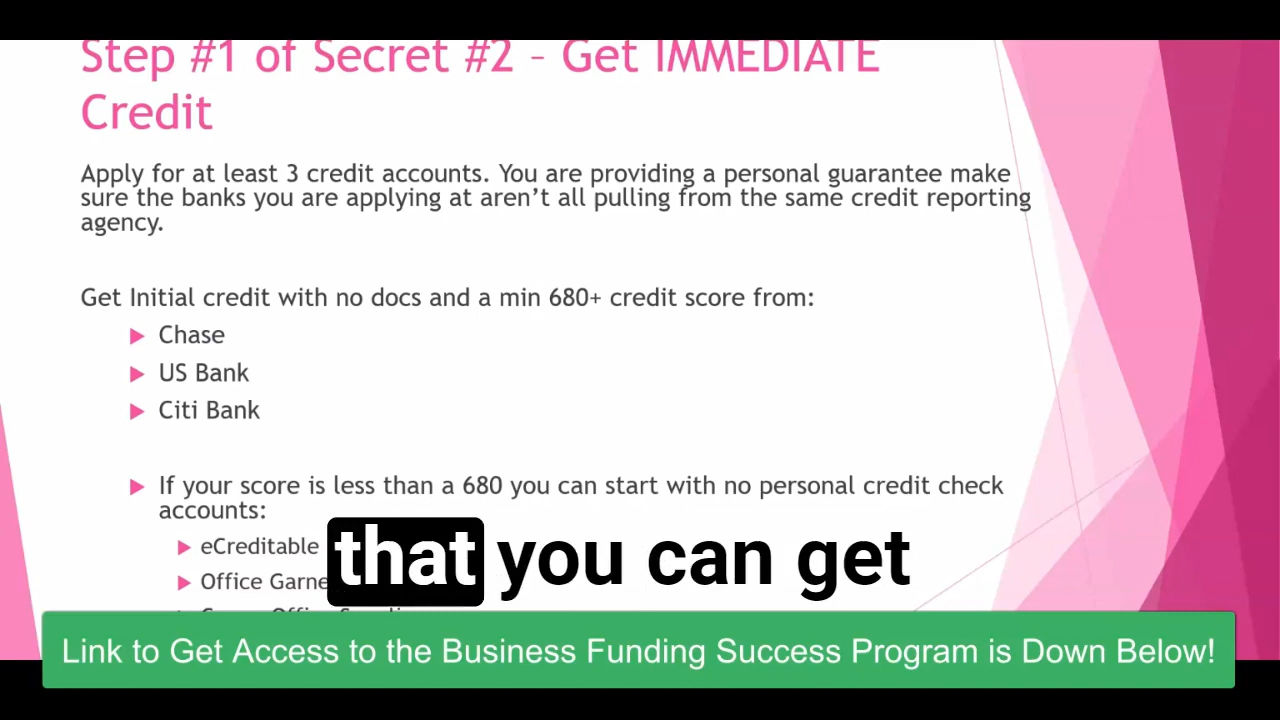 Step #1 of Secret #2 – Get IMMEDIATE
Credit
Apply for at least 3 credit accounts. You are providing a personal guarantee make
sure the banks you are applying at aren’t all pulling from the same credit reporting
agency.
Get Initial credit with no docs and a min 680+ credit score from:
Chase
US Bank
Citi Bank
If your score is less than a 680 you can start with no personal credit check
accounts:
eCreditable
Office
that you can get
Link to Get Access to the Business Funding Success Program is Down Below!